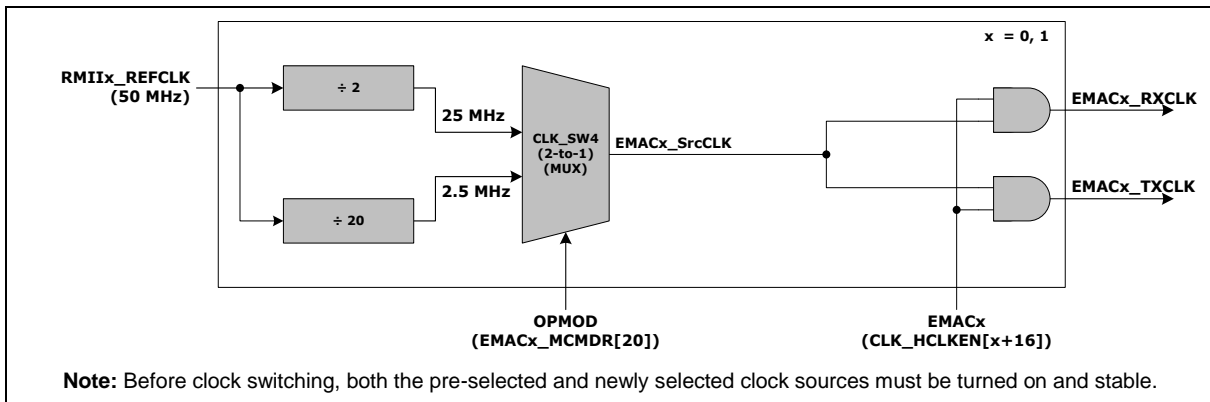 x = 0, 1
RMIIx_REFCLK
(50 MHz)
÷ 2
25 MHz
CLK_SW4
(2-to-1)
(MUX)
EMACx_SrcCLK
EMACx_RXCLK
2.5 MHz
÷ 20
EMACx_TXCLK
OPMOD
(EMACx_MCMDR[20])
EMACx
(CLK_HCLKEN[x+16])
Note: Before clock switching, both the pre-selected and newly selected clock sources must be turned on and stable.